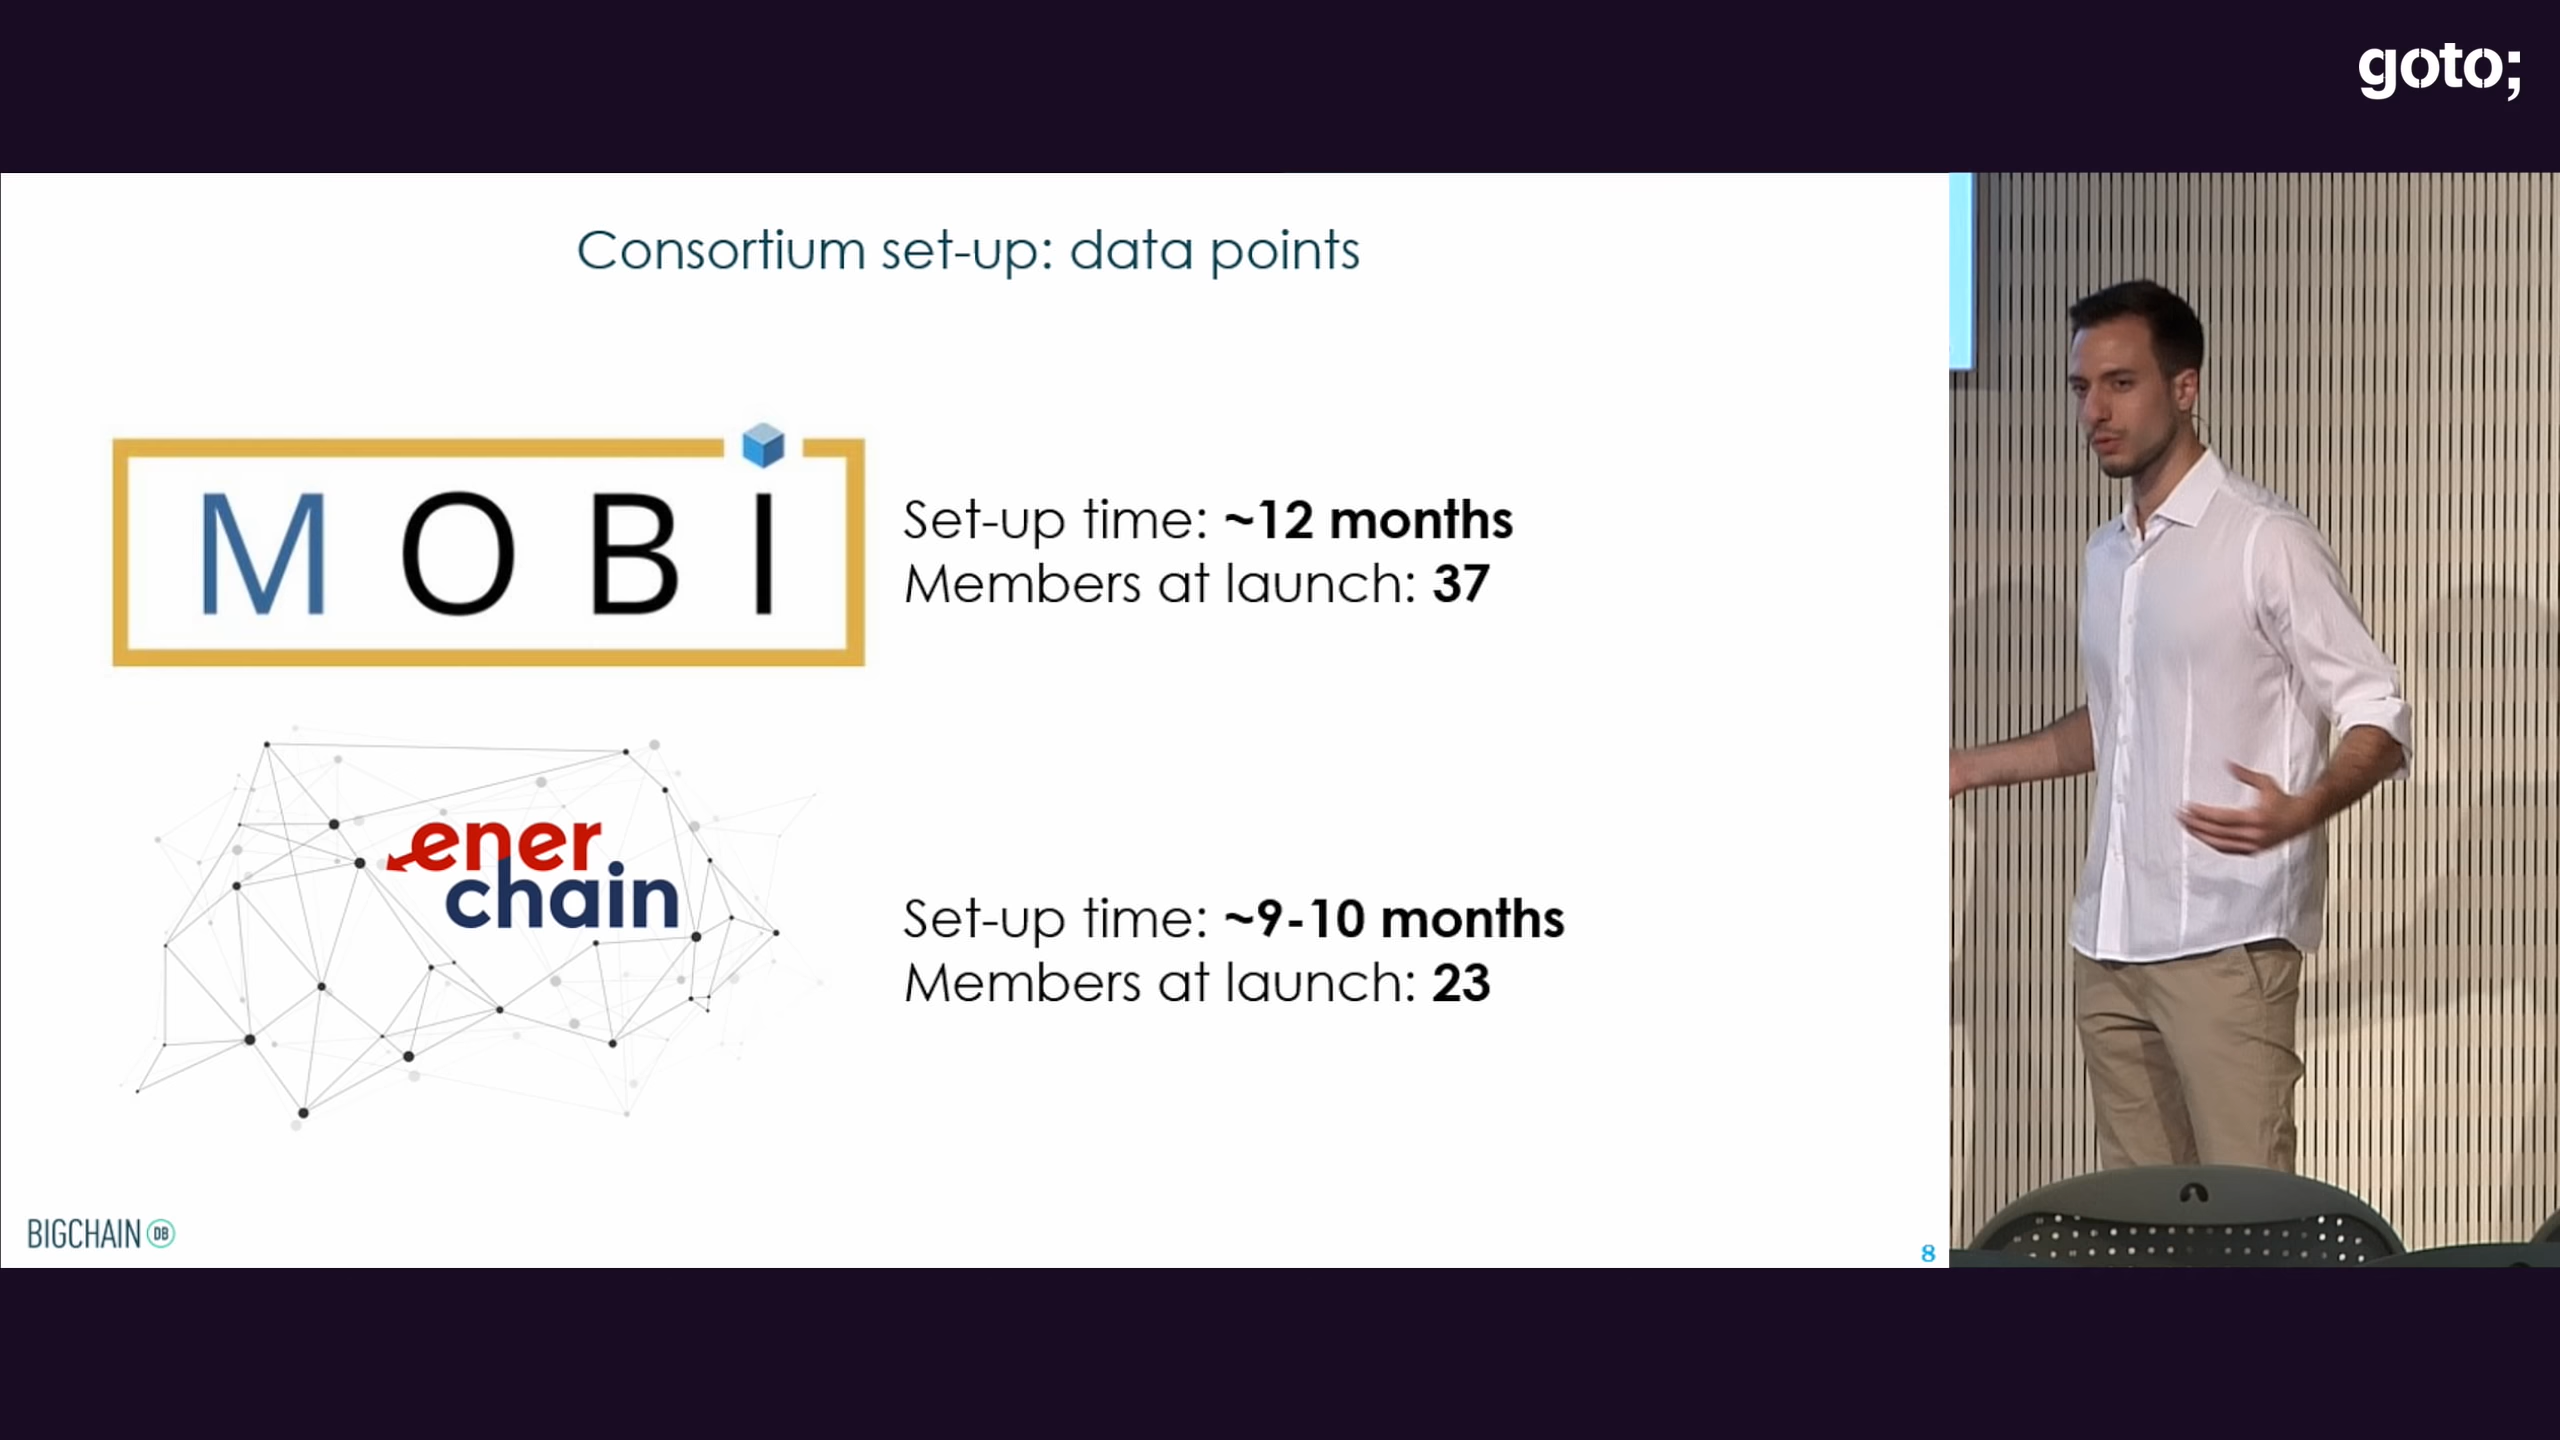 goto;
Consortium set-up: data points
MOBI
Set-up time: ~12 months
Members at launch: 37
ener
chain
Set-up time: ~9-10 months
Members at launch: 23
BIGCHAIN DB
8